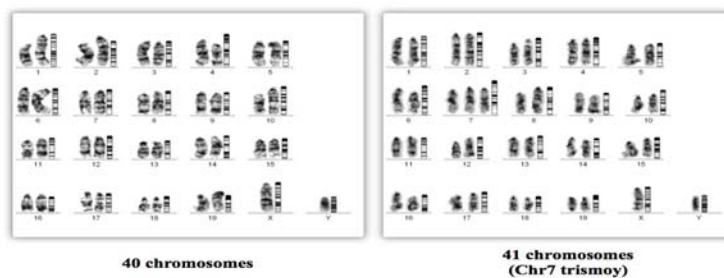 1 2 3 4 5
6 7 8 9 10
11 12 13 14 15
16 17 18 19 X Y
40 chromosomes
1 2 3 4 5
6 7 8 9 10
11 12 13 14 15
16 17 18 19 X Y
41 chromosomes
(Chr7 trismoy)